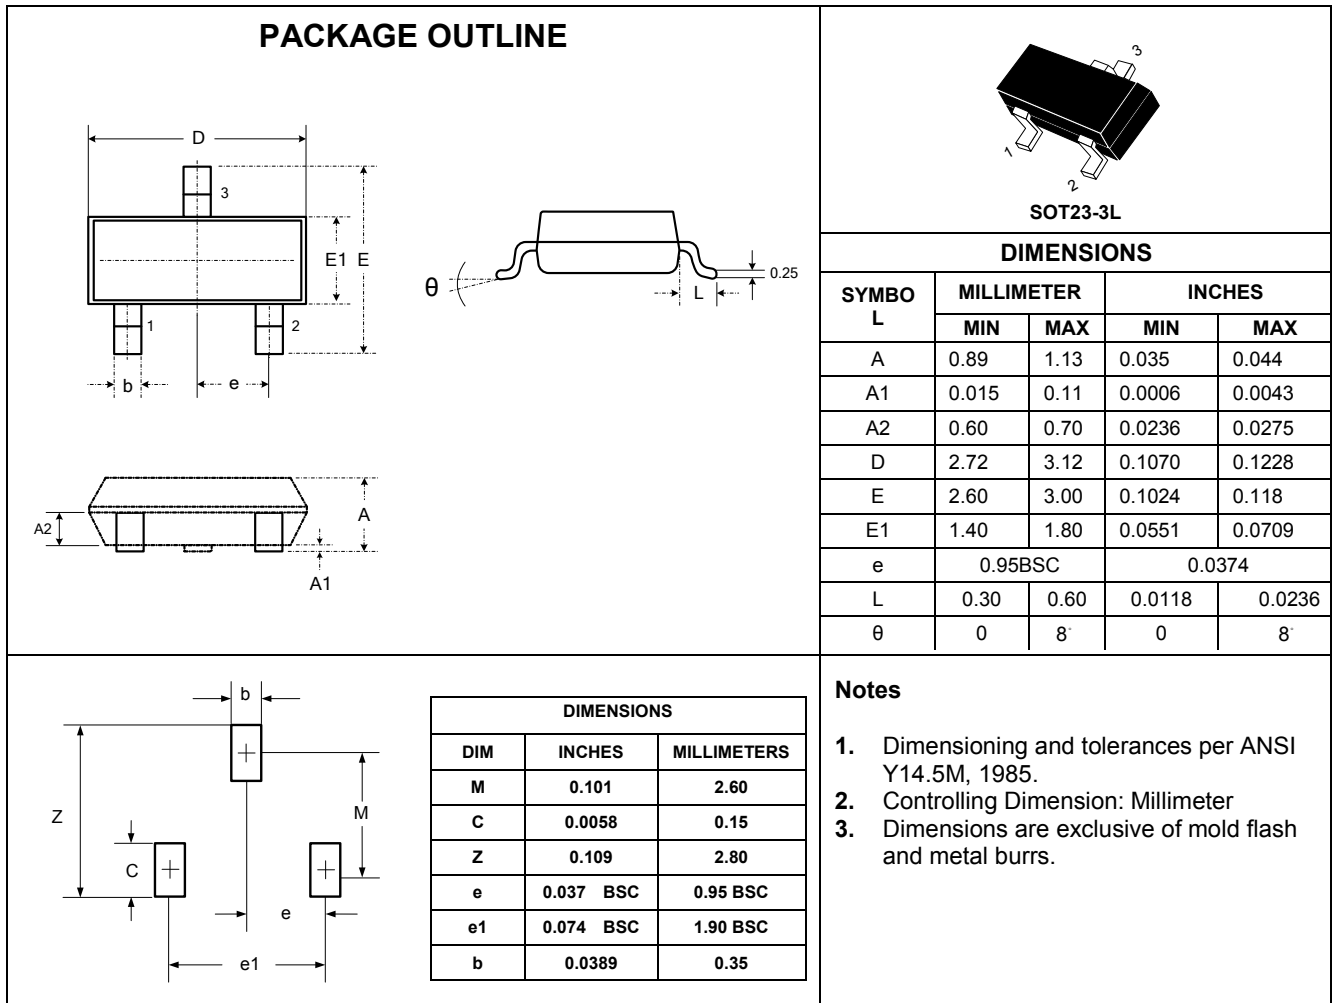 PACKAGE OUTLINE
D
3
E1 E
1
2
b
e
θ
L
0.25
A2
A
A1
3
1
2
SOT23-3L
DIMENSIONS
SYMBO
L
MILLIMETER INCHES
MIN MAX MIN MAX
A 0.89 1.13 0.035 0.044
A1 0.015 0.11 0.0006 0.0043
A2 0.60 0.70 0.0236 0.0275
D 2.72 3.12 0.1070 0.1228
E 2.60 3.00 0.1024 0.118
E1 1.40 1.80 0.0551 0.0709
e 0.95BSC 0.0374
L 0.30 0.60 0.0118 0.0236
θ 0 8° 0 8°
b
Z
M
C
e
e1
DIMENSIONS
DIM INCHES MILLIMETERS
M 0.101 2.60
C 0.0058 0.15
Z 0.109 2.80
e 0.037 BSC 0.95 BSC
e1 0.074 BSC 1.90 BSC
b 0.0389 0.35
Notes
1. Dimensioning and tolerances per ANSI
Y14.5M, 1985.
2. Controlling Dimension: Millimeter
3. Dimensions are exclusive of mold flash
and metal burrs.